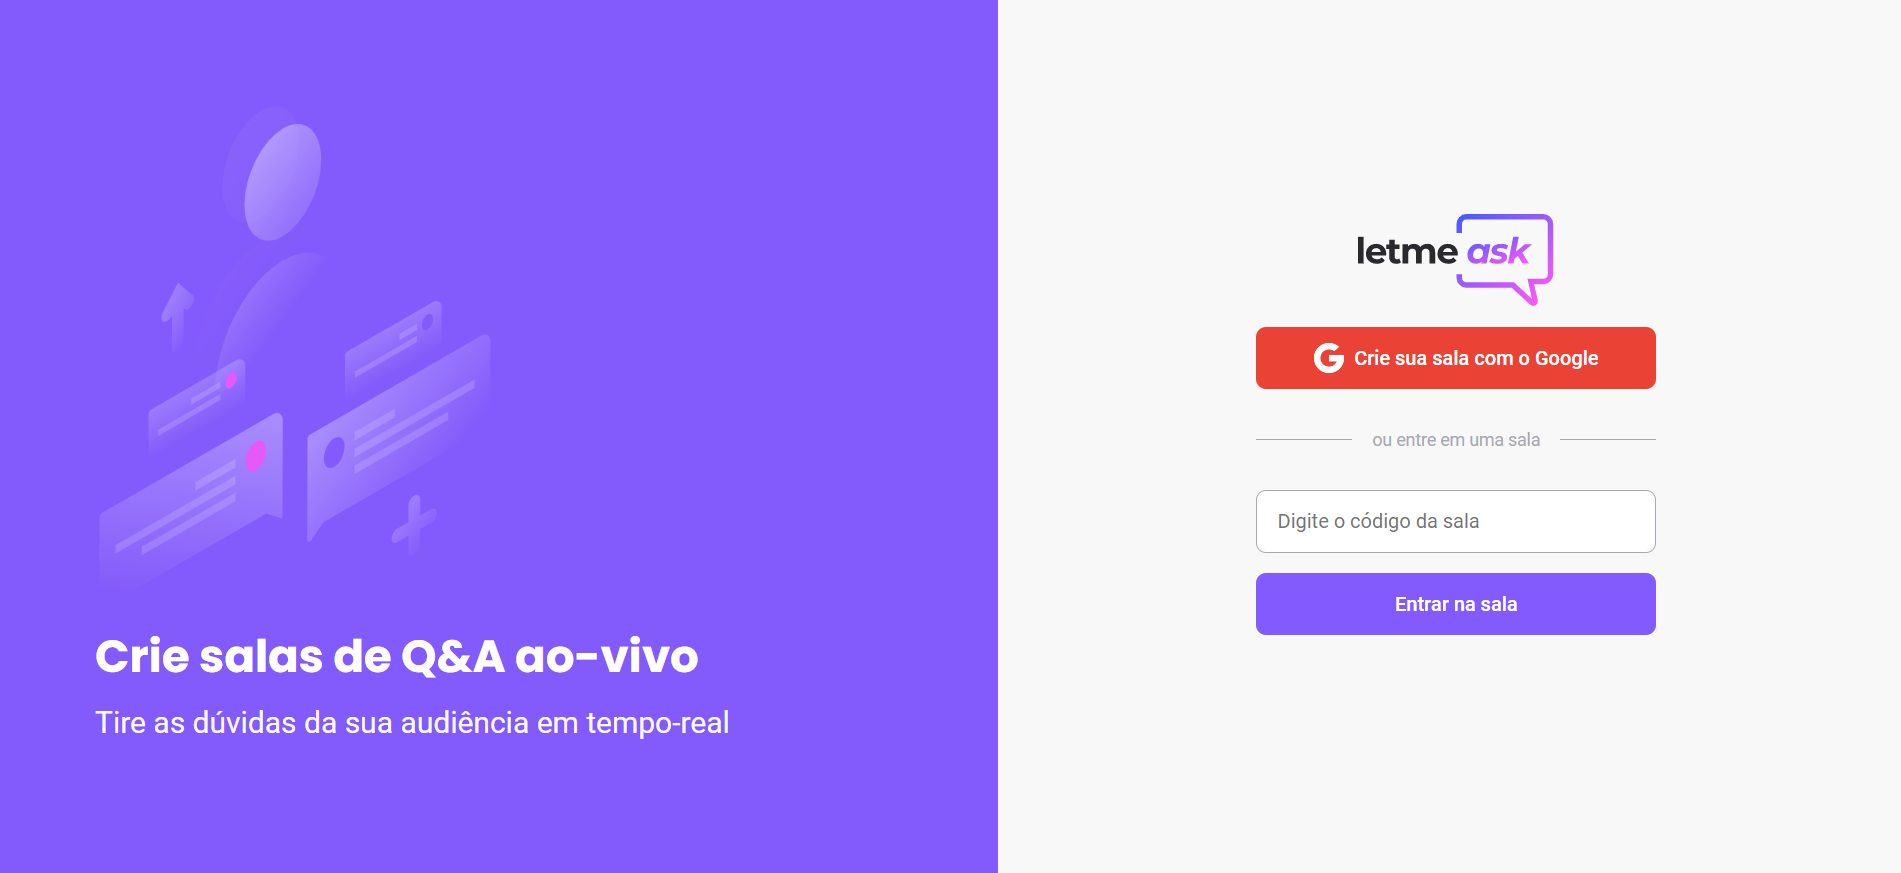 Crie salas de Q&A ao-vivo
Tire as dúvidas da sua audiência em tempo-real
letme ask
Crie sua sala com o Google
ou entre em uma sala
Digite o código da sala
Entrar na sala